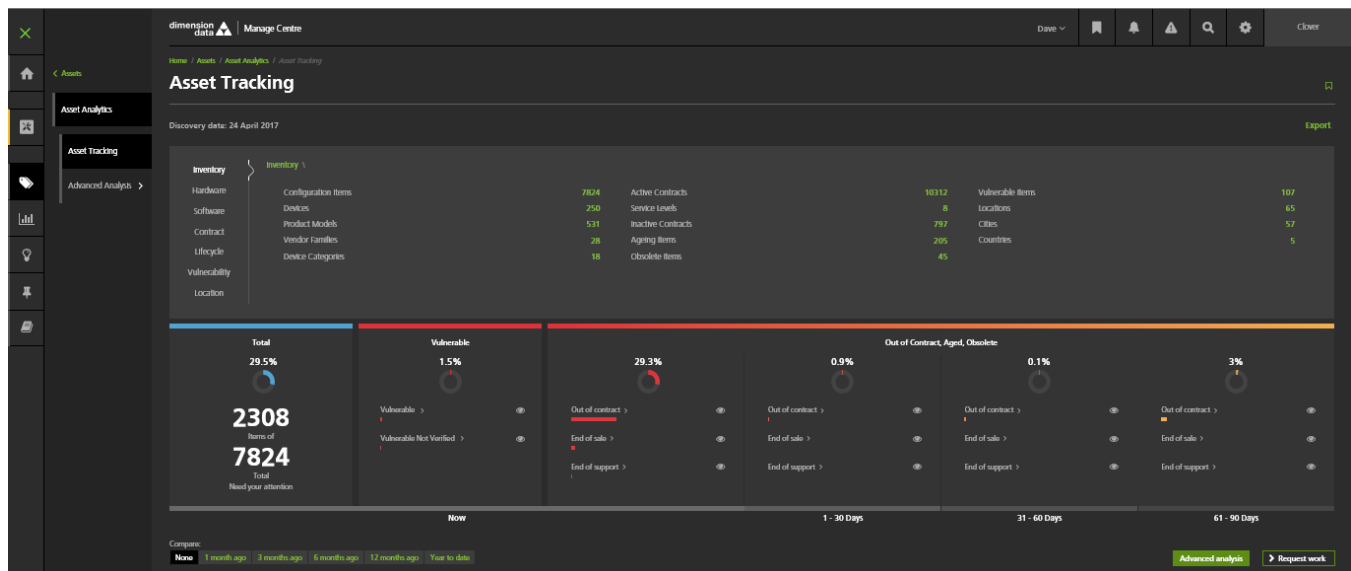 dimension
data
Manage Centre
Dave
Clover
Home / Assets / Asset Analytics / Asset Tracking
Assets
Asset Tracking
Asset Analytics
Discovery date: 24 April 2017
Export
Asset Tracking
Advanced Analysis
Inventory
Hardware
Software
Contract
Lifecycle
Vulnerability
Location
Inventory \
Configuration Items 7824
Devices 250
Product Models 531
Vendor Families 28
Device Categories 18
Active Contracts 10312
Service Levels 8
Inactive Contracts 797
Ageing Items 205
Obsolete Items 45
Vulnerable Items 107
Locations 65
Cities 57
Countries 5
Total
29.5%
2308
Items of
7824
Total
Need your attention
Vulnerable
1.5%
Vulnerable
Vulnerable Not Verified
Out of Contract, Aged, Obsolete
29.3%
Out of contract
End of sale
End of support
0.9%
Out of contract
End of sale
End of support
0.1%
Out of contract
End of sale
End of support
3%
Out of contract
End of sale
End of support
Now
1 - 30 Days
31 - 60 Days
61 - 90 Days
Compare:
None 1 month ago 3 months ago 6 months ago 12 months ago Year to date
Advanced analysis
Request work